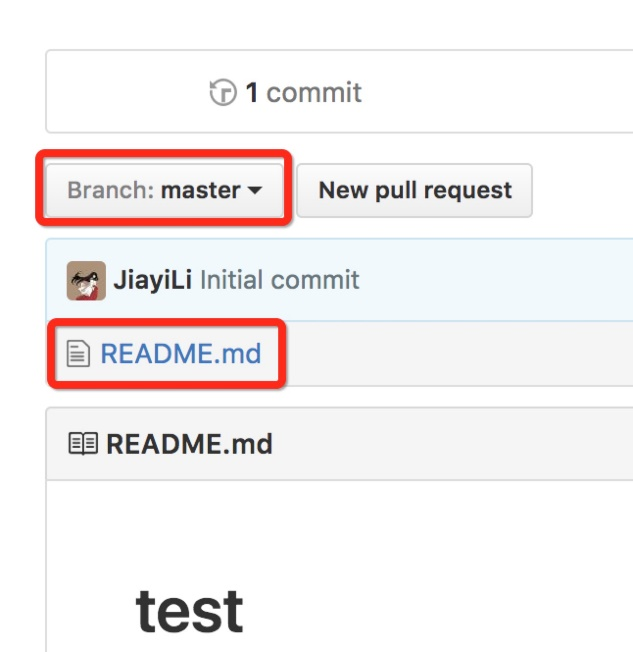 1 commit
Branch: master New pull request
JiayiLi Initial commit
README.md
README.md
test